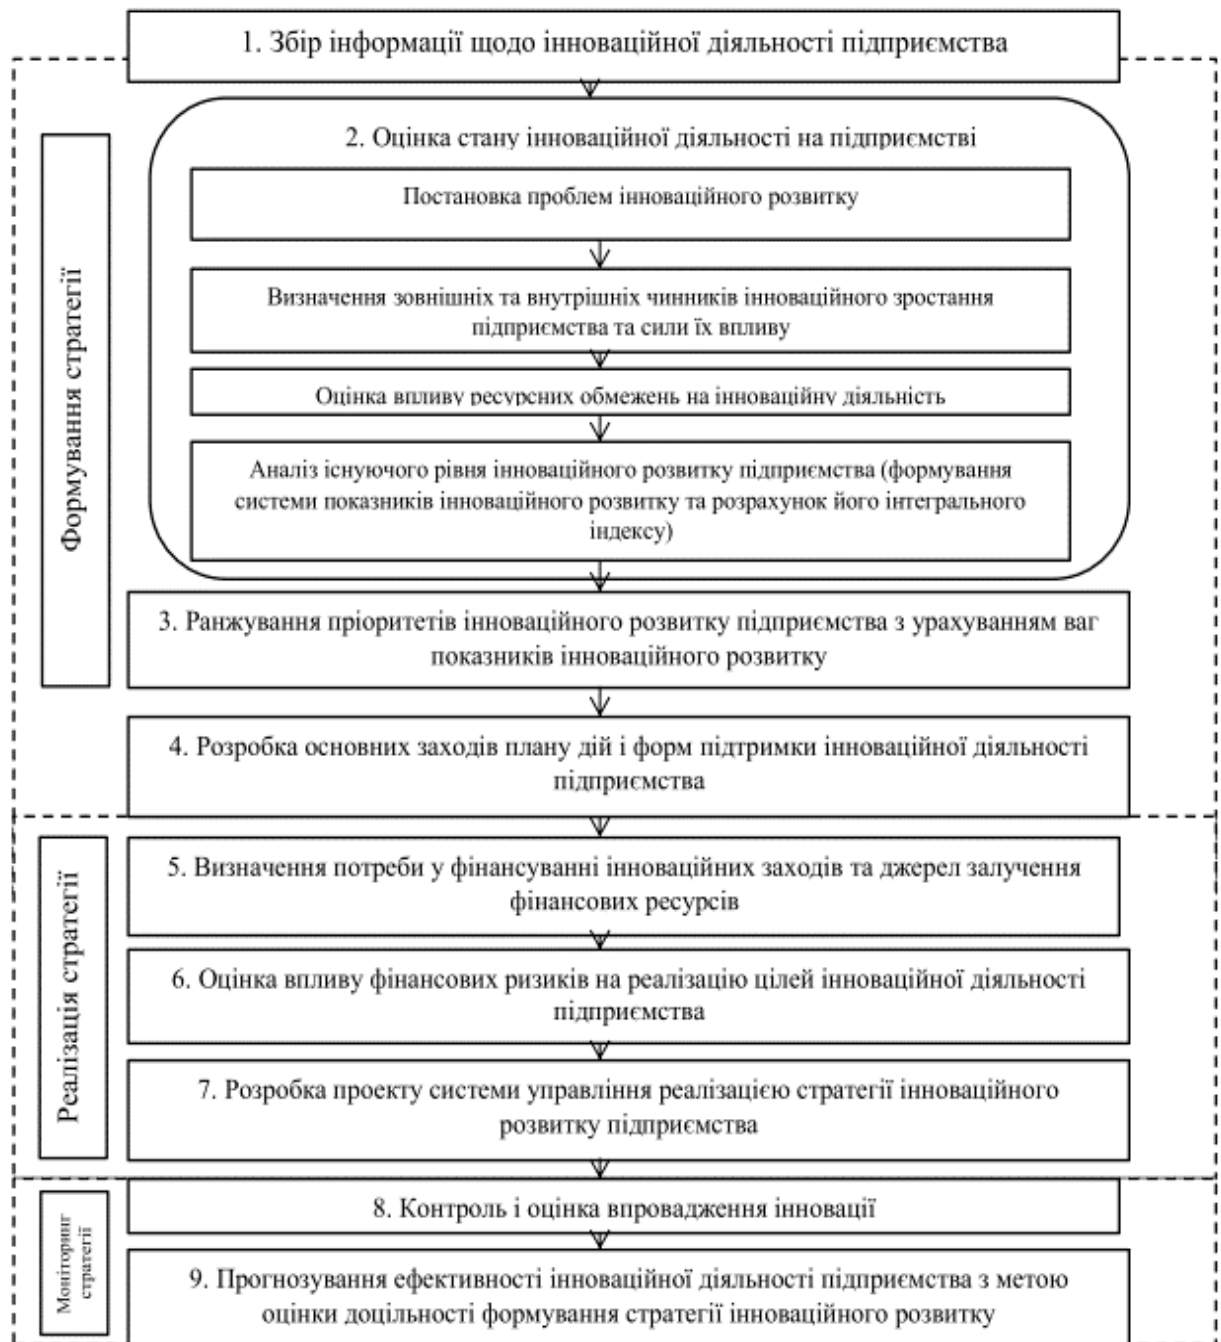 1. Збір інформації щодо інноваційної діяльності підприємства
Формування стратегії
2. Оцінка стану інноваційної діяльності на підприємстві
Постановка проблем інноваційного розвитку
Визначення зовнішніх та внутрішніх чинників інноваційного зростання
підприємства та сили їх впливу
Оцінка впливу ресурсних обмежень на інноваційну діяльність
Аналіз існуючого рівня інноваційного розвитку підприємства (формування
системи показників інноваційного розвитку та розрахунок його інтегрального
індексу)
3. Ранжування пріоритетів інноваційного розвитку підприємства з урахуванням ваг
показників інноваційного розвитку
4. Розробка основних заходів плану дій і форм підтримки інноваційної діяльності
підприємства
Реалізація стратегії
5. Визначення потреби у фінансуванні інноваційних заходів та джерел залучення
фінансових ресурсів
6. Оцінка впливу фінансових ризиків на реалізацію цілей інноваційної діяльності
підприємства
7. Розробка проекту системи управління реалізацією стратегії інноваційного
розвитку підприємства
Моніторинг
стратегії
8. Контроль і оцінка впровадження інновації
9. Прогнозування ефективності інноваційної діяльності підприємства з метою
оцінки доцільності формування стратегії інноваційного розвитку